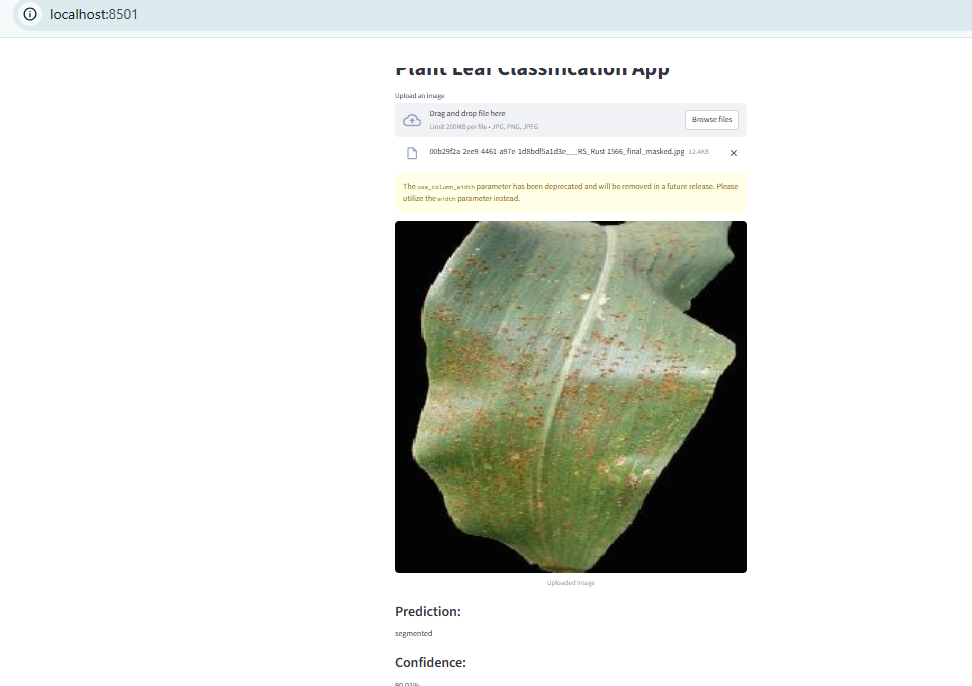 localhost:8501
Plant Leaf Classification App
Upload an image
Drag and drop file here
Limit 200MB per file • JPG, PNG, JPEG
Browse files
00b29f2a-2ee9-4461-a97e-1d8bdf5a1d3e___RS_Rust 1566_final_masked.jpg 12.4KB
The use_column_width parameter has been deprecated and will be removed in a future release. Please
utilize the width parameter instead.
Uploaded Image
Prediction:
segmented
Confidence: